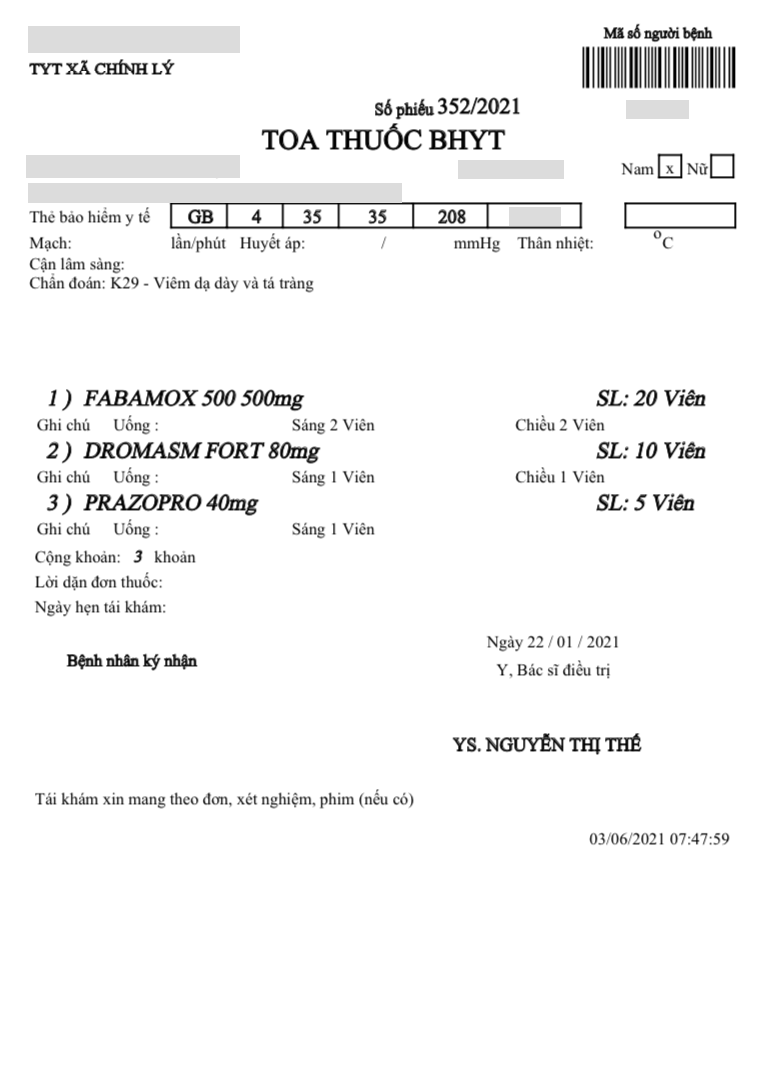 Mã số người bệnh
TYT XÃ CHÍNH LÝ
Số phiếu 352/2021
TOA THUỐC BHYT
Nam x Nữ
Thẻ bảo hiểm y tế GB 4 35 35 208
Mạch: lần/phút Huyết áp: / mmHg Thân nhiệt: °C
Cận lâm sàng:
Chẩn đoán: K29 - Viêm dạ dày và tá tràng
1 ) FABAMOX 500 500mg SL: 20 Viên
Ghi chú Uống : Sáng 2 Viên Chiều 2 Viên
2 ) DROMASM FORT 80mg SL: 10 Viên
Ghi chú Uống : Sáng 1 Viên Chiều 1 Viên
3 ) PRAZOPRO 40mg SL: 5 Viên
Ghi chú Uống : Sáng 1 Viên
Cộng khoản: 3 khoản
Lời dặn đơn thuốc:
Ngày hẹn tái khám:
Ngày 22 / 01 / 2021
Bệnh nhân ký nhận
Y, Bác sĩ điều trị
YS. NGUYỄN THỊ THẾ
Tái khám xin mang theo đơn, xét nghiệm, phim (nếu có)
03/06/2021 07:47:59